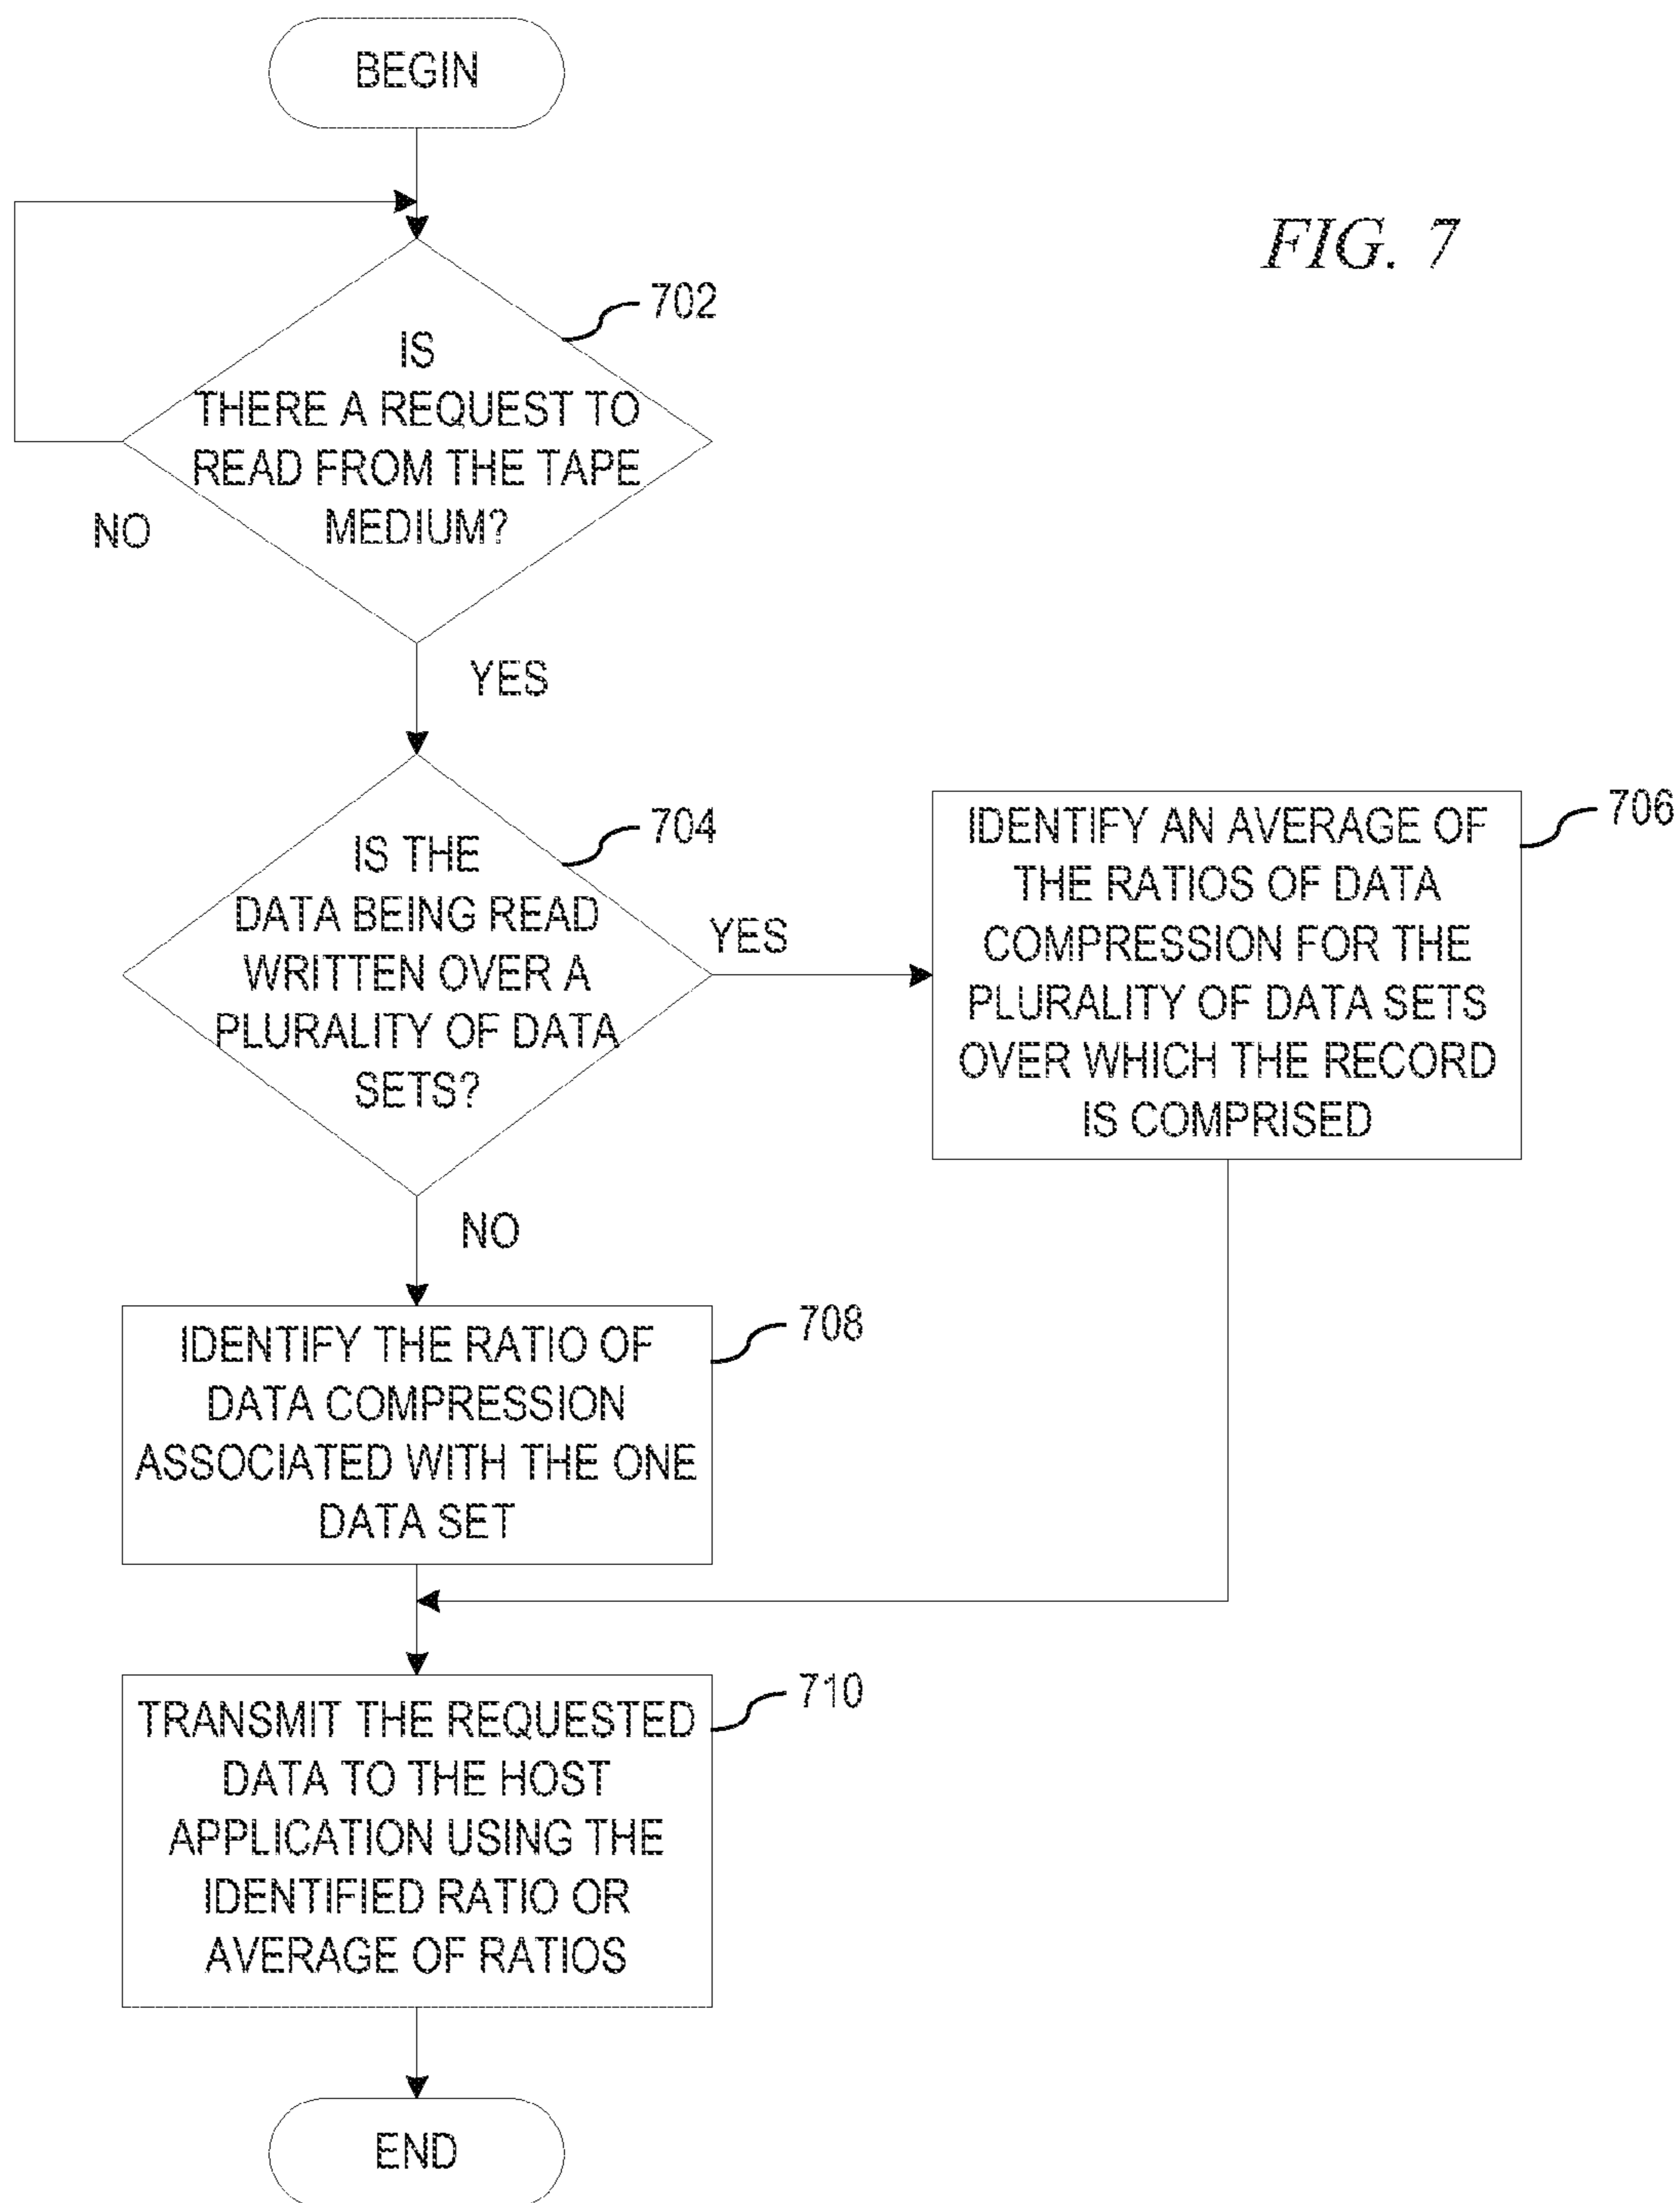 BEGIN
FIG. 7
702
IS
THERE A REQUEST TO
READ FROM THE TAPE
MEDIUM?
NO
YES
704
IS THE
DATA BEING READ
WRITTEN OVER A
PLURALITY OF DATA
SETS?
YES
706
IDENTIFY AN AVERAGE OF
THE RATIOS OF DATA
COMPRESSION FOR THE
PLURALITY OF DATA SETS
OVER WHICH THE RECORD
IS COMPRISED
NO
708
IDENTIFY THE RATIO OF
DATA COMPRESSION
ASSOCIATED WITH THE ONE
DATA SET
710
TRANSMIT THE REQUESTED
DATA TO THE HOST
APPLICATION USING THE
IDENTIFIED RATIO OR
AVERAGE OF RATIOS
END